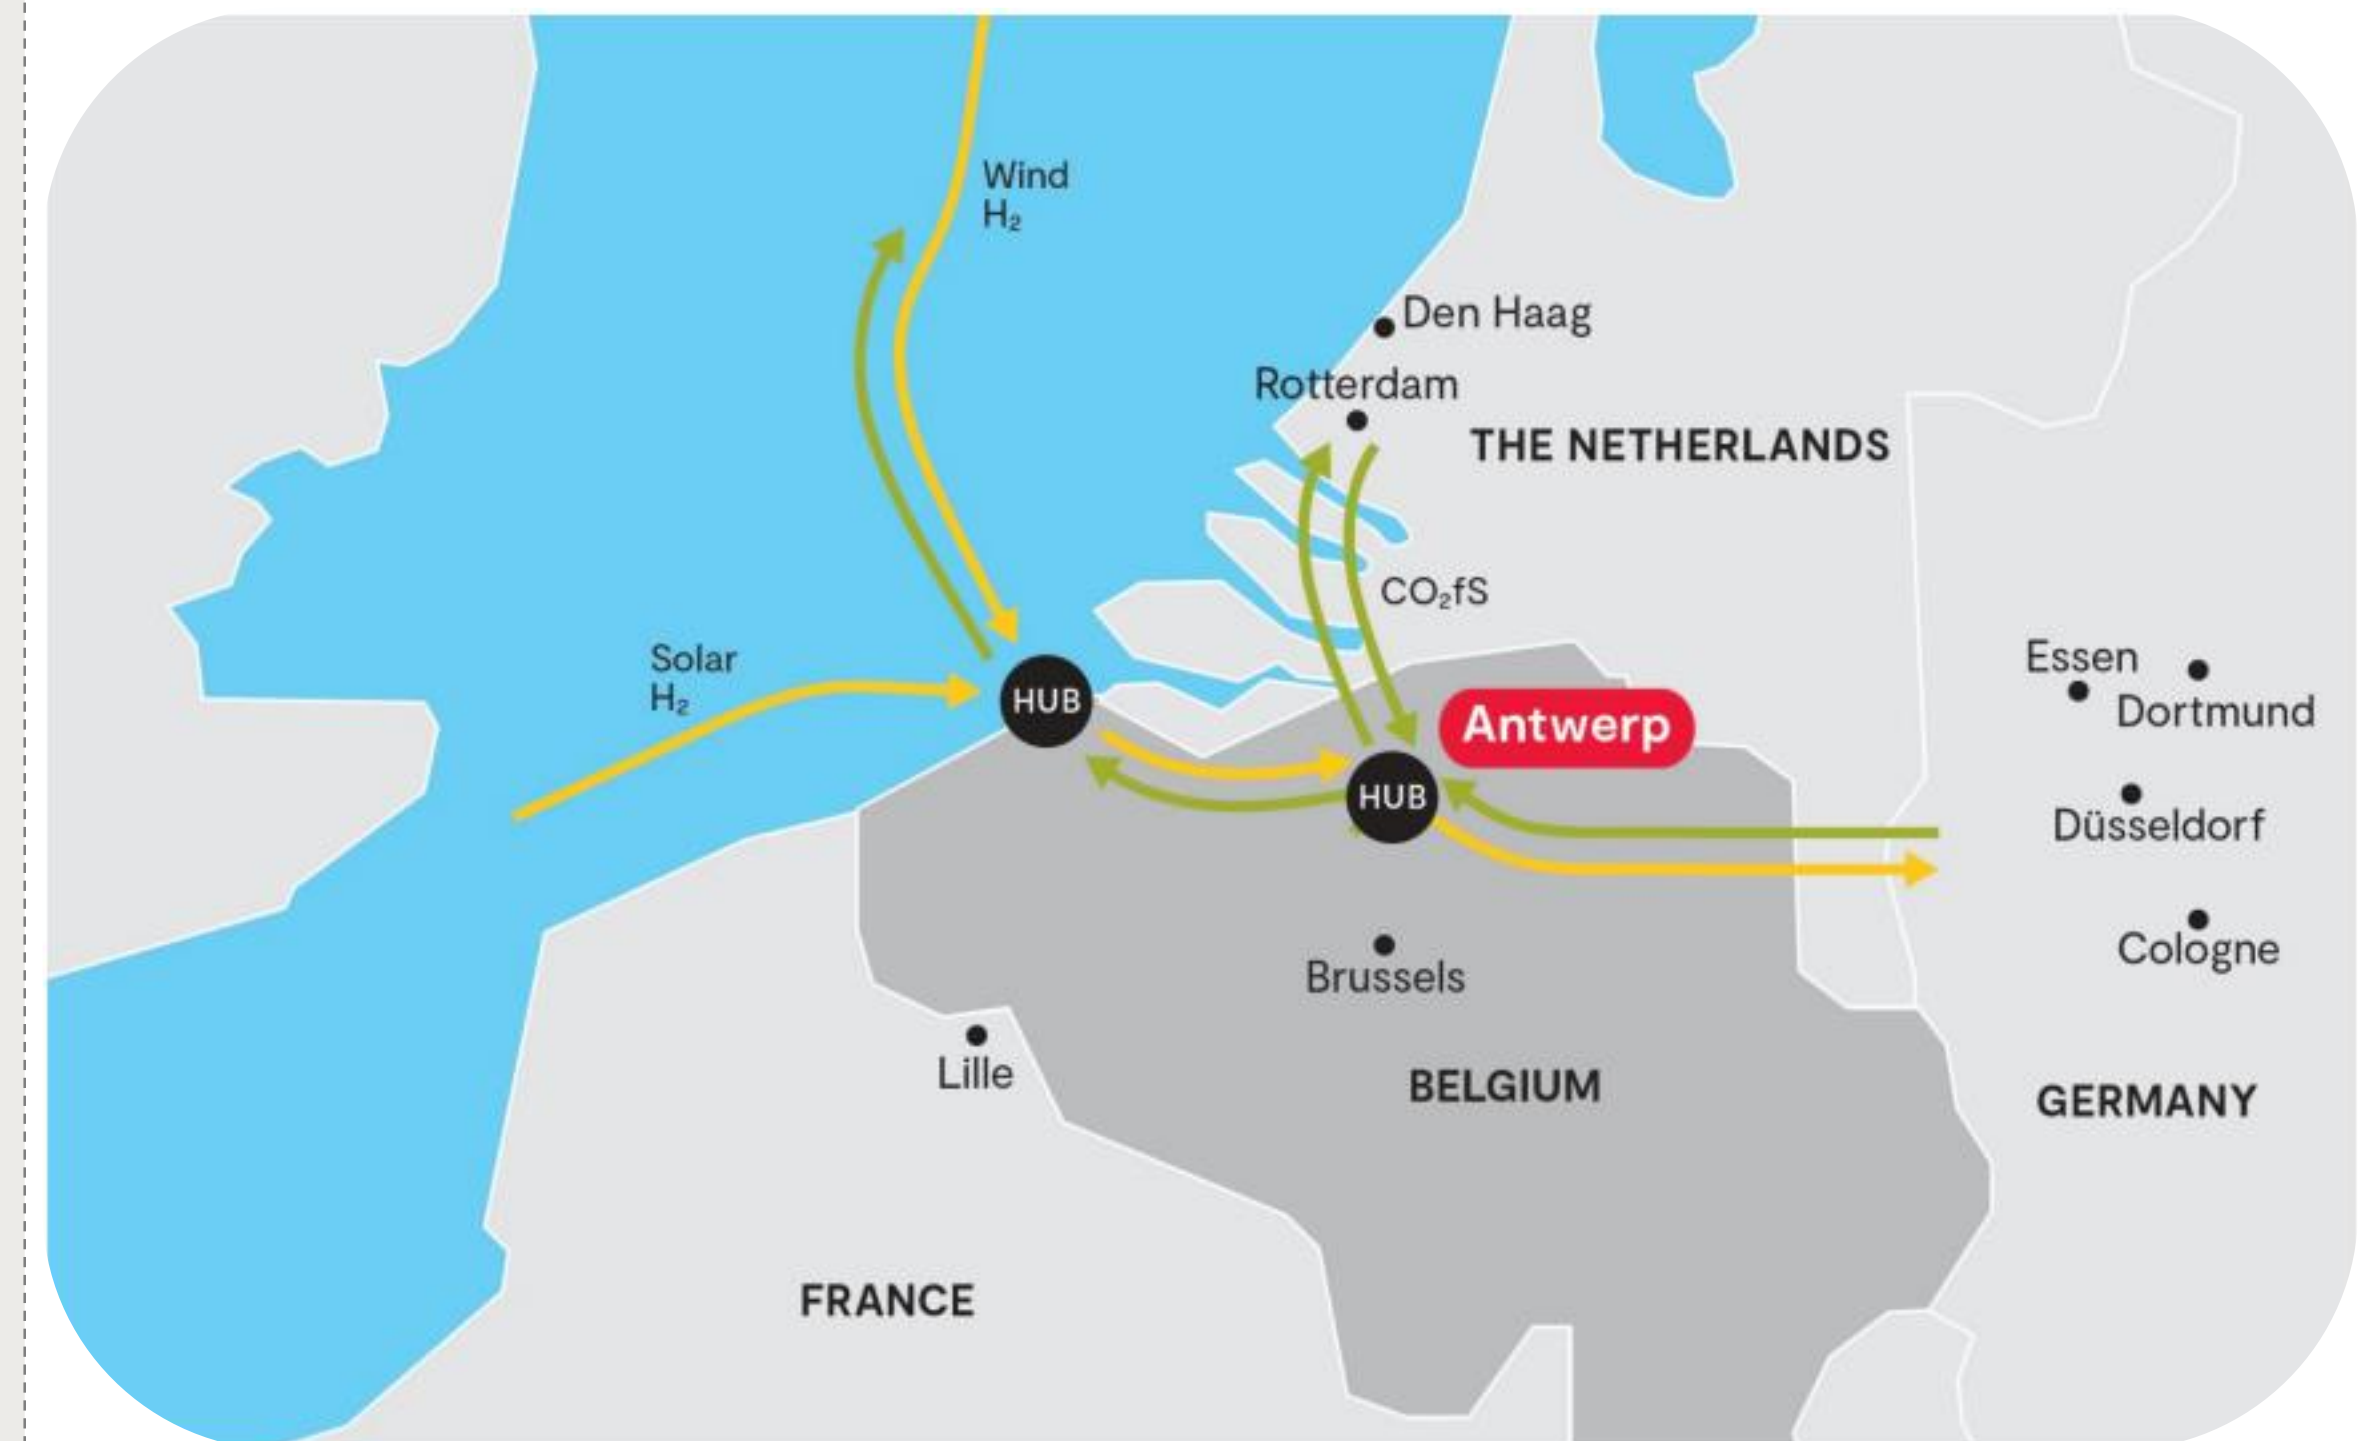 Wind
H₂
Den Haag
Rotterdam
THE NETHERLANDS
CO₂fS
Solar
H₂
HUB
Essen
Dortmund
Antwerp
HUB
Düsseldorf
Cologne
Brussels
Lille
BELGIUM
GERMANY
FRANCE